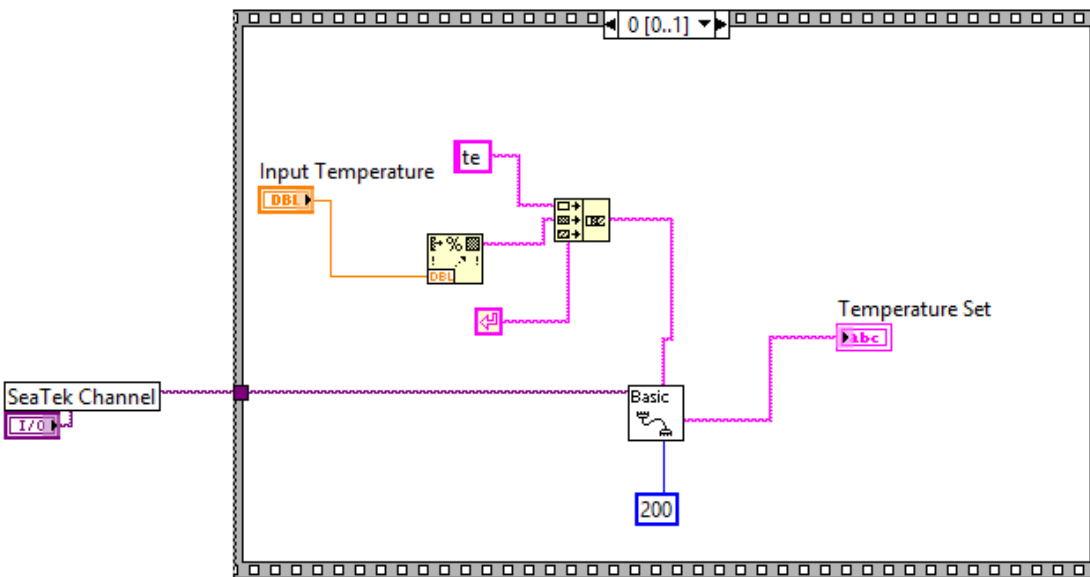 0 [0..1]
te
Input Temperature
DBL
%
! !
DBL
Temperature Set
abc
SeaTek Channel
I/O
Basic
200